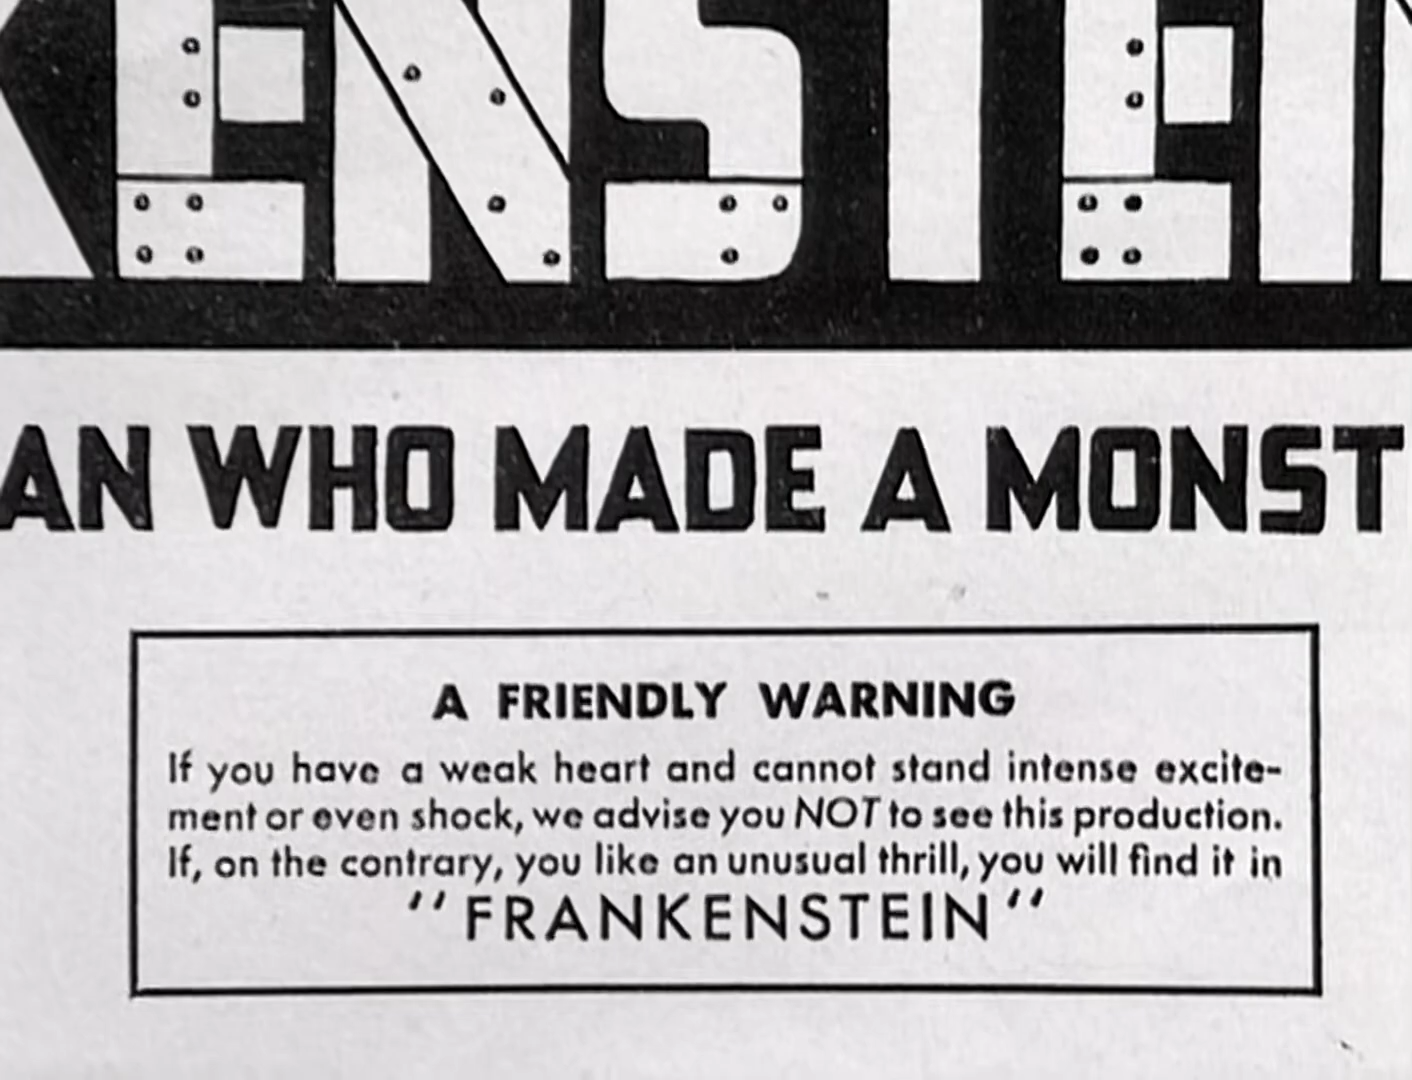 KENSTEIN
AN WHO MADE A MONST
A FRIENDLY WARNING
If you have a weak heart and cannot stand intense excite-
ment or even shock, we advise you NOT to see this production.
If, on the contrary, you like an unusual thrill, you will find it in
"FRANKENSTEIN"